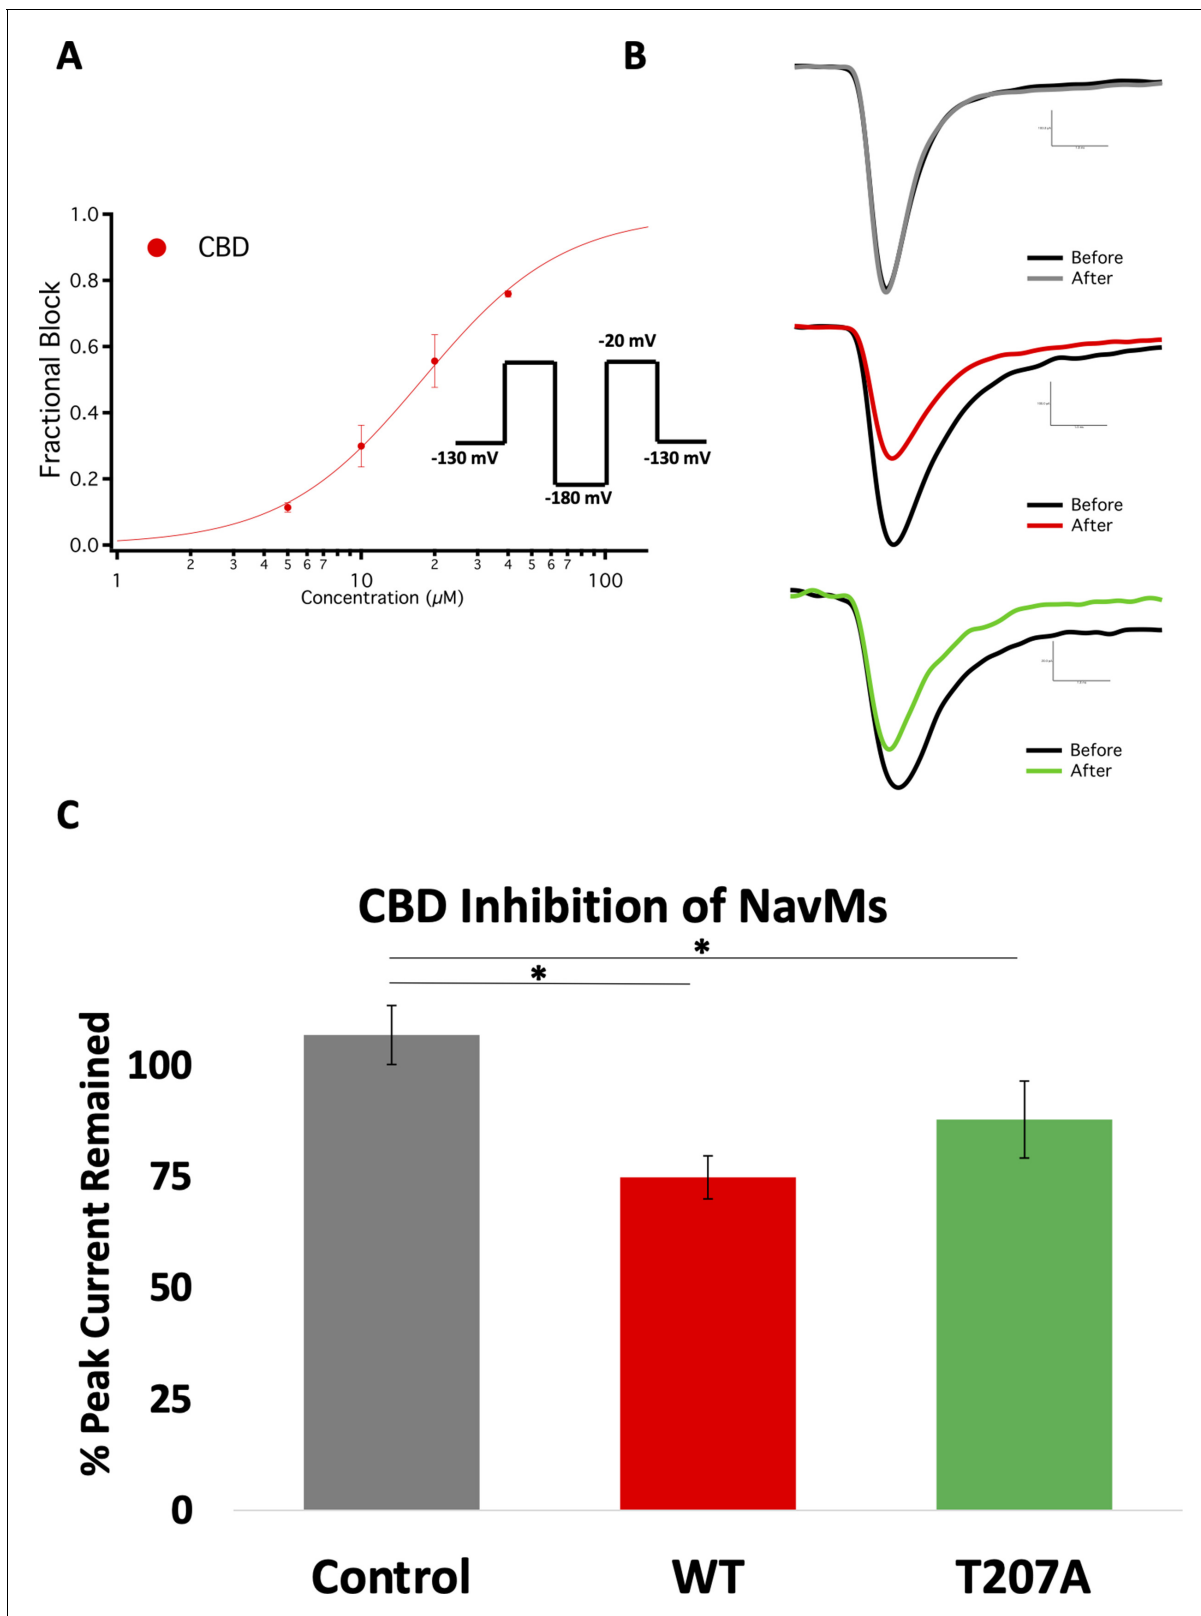 A
B
1.0
CBD
0.8
0.6
0.4
0.2
0.0
Fractional Block
-20 mV
-130 mV
-130 mV
-180 mV
1 2 3 4 5 6 7 10 2 3 4 5 6 7 100
Concentration (µM)
Before
After
Before
After
Before
After
C
CBD Inhibition of NavMs
*
*
% Peak Current Remained
100
75
50
25
0
Control WT T207A